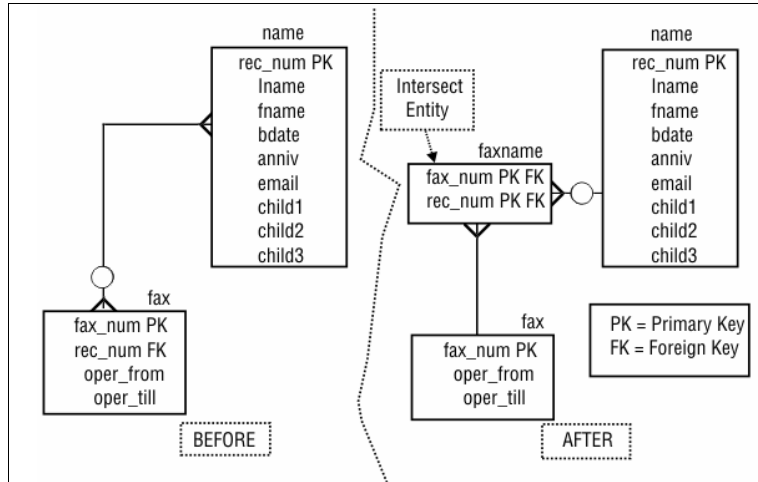 name
rec_num PK
lname
fname
bdate
anniv
email
child1
child2
child3
fax
fax_num PK
rec_num FK
oper_from
oper_till
BEFORE
name
rec_num PK
lname
fname
bdate
anniv
email
child1
child2
child3
Intersect
Entity
faxname
fax_num PK FK
rec_num PK FK
fax
fax_num PK
oper_from
oper_till
PK = Primary Key
FK = Foreign Key
AFTER